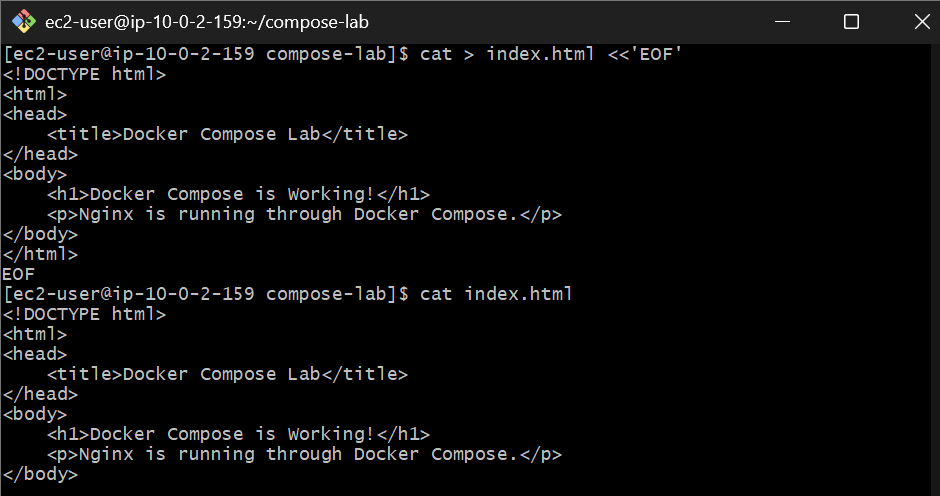 ec2-user@ip-10-0-2-159:~/compose-lab
[ec2-user@ip-10-0-2-159 compose-lab]$ cat > index.html <<'EOF'
<!DOCTYPE html>
<html>
<head>
    <title>Docker Compose Lab</title>
</head>
<body>
    <h1>Docker Compose is Working!</h1>
    <p>Nginx is running through Docker Compose.</p>
</body>
</html>
EOF
[ec2-user@ip-10-0-2-159 compose-lab]$ cat index.html
<!DOCTYPE html>
<html>
<head>
    <title>Docker Compose Lab</title>
</head>
<body>
    <h1>Docker Compose is Working!</h1>
    <p>Nginx is running through Docker Compose.</p>
</body>